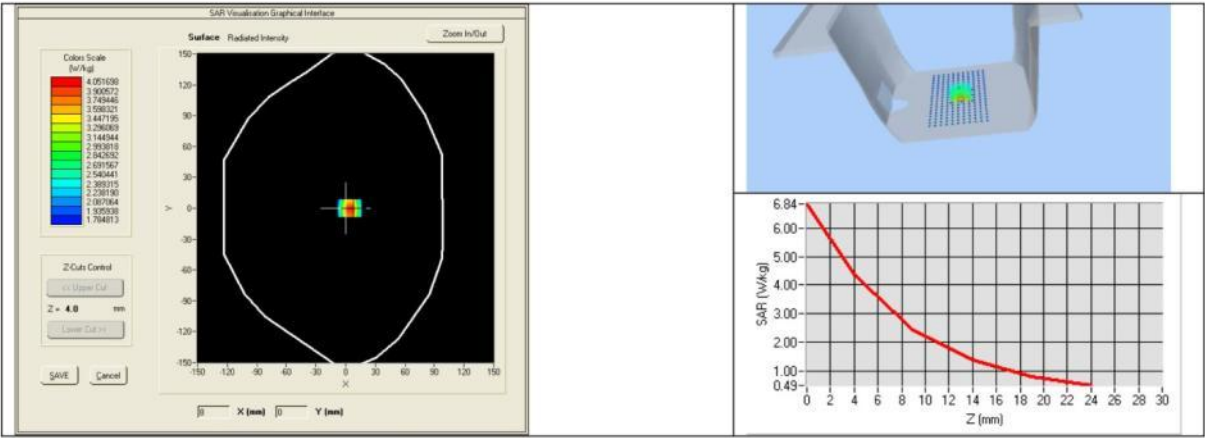 SAR Visualisation Graphical Interface
Surface Radiated Intensity
Zoom In/Out
Colors Scale
(W/kg)
4.051698
3.900572
3.749446
3.598321
3.447195
3.296069
3.144944
2.993818
2.842692
2.691567
2.540441
2.389315
2.238190
2.087064
1.935938
1.784813
Z-Cuts Control
<< Upper Cut
Z = 4.0 mm
Lower Cut >>
SAVE Cancel
150
120
90
60
30
0
-30
-60
-90
-120
-150
Y
-150 -120 -90 -60 -30 0 30 60 90 120 150
X
0 X (mm) 0 Y (mm)
6.84
6.00
5.00
4.00
3.00
2.00
1.00
0.49
SAR (W/kg)
0 2 4 6 8 10 12 14 16 18 20 22 24 26 28 30
Z (mm)